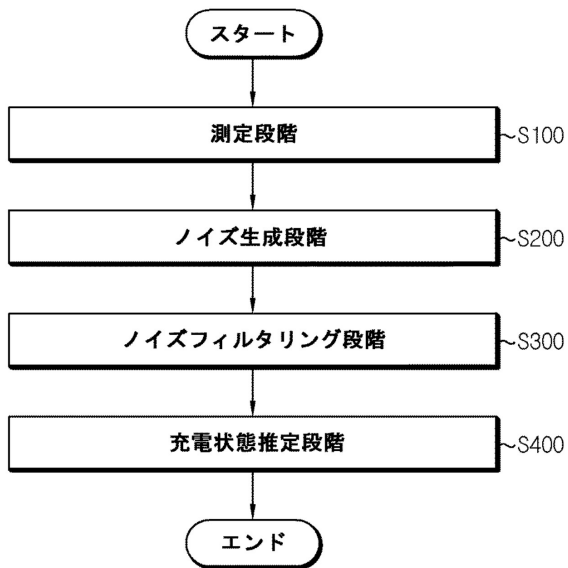 スタート
測定段階
S100
ノイズ生成段階
S200
ノイズフィルタリング段階
S300
充電状態推定段階
S400
エンド